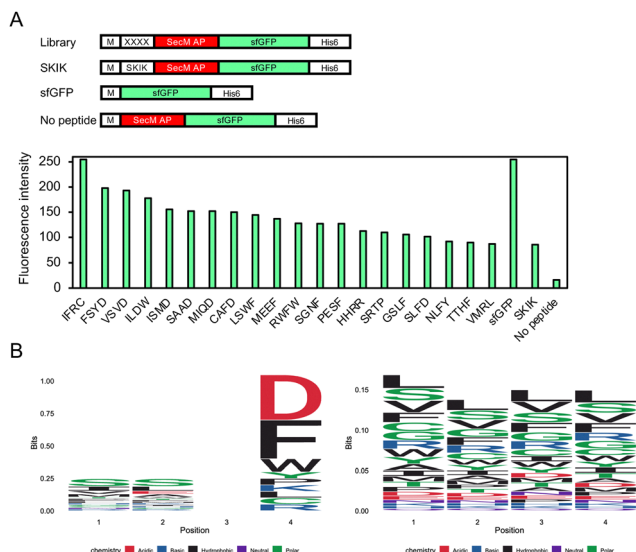 A
Library M XXXX SecM AP sfGFP His6
SKIK M SKIK SecM AP sfGFP His6
sfGFP M sfGFP His6
No peptide M SecM AP sfGFP His6
Fluorescence intensity
250
200
150
100
50
0
IFRC FSYD VSVD ILDW ISMD SAAD MIQD CAFD LSWF MEEF RWFW SGNF PESF HHRR SRTP GSLF SLFD NLFY TTHF VMRL sfGFP SKIK No peptide
B
1.00
0.75
0.50
0.25
0.00
Bits
D
F
W
S S
1 2 3 4
Position
chemistry Acidic Basic Hydrophobic Neutral Polar
0.15
0.10
0.05
0.00
Bits
1 2 3 4
Position
chemistry Acidic Basic Hydrophobic Neutral Polar